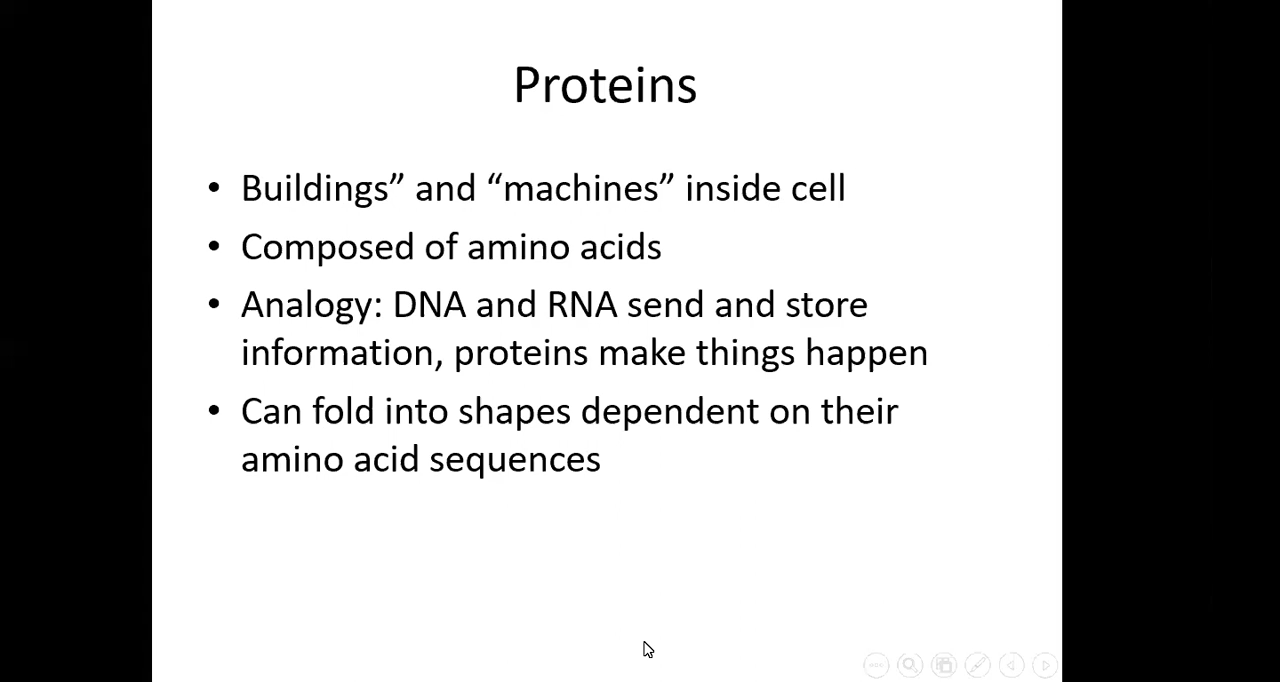 Proteins
• Buildings” and “machines” inside cell
• Composed of amino acids
• Analogy: DNA and RNA send and store
information, proteins make things happen
• Can fold into shapes dependent on their
amino acid sequences